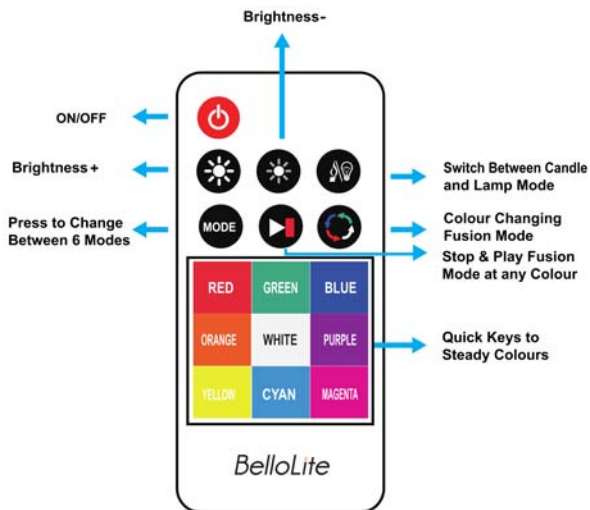 Brightness-
ON/OFF
Brightness +
Switch Between Candle
and Lamp Mode
Press to Change
Between 6 Modes
MODE
Colour Changing
Fusion Mode
Stop & Play Fusion
Mode at any Colour
RED GREEN BLUE
ORANGE WHITE PURPLE
YELLOW CYAN MAGENTA
Quick Keys to
Steady Colours
BelloLite